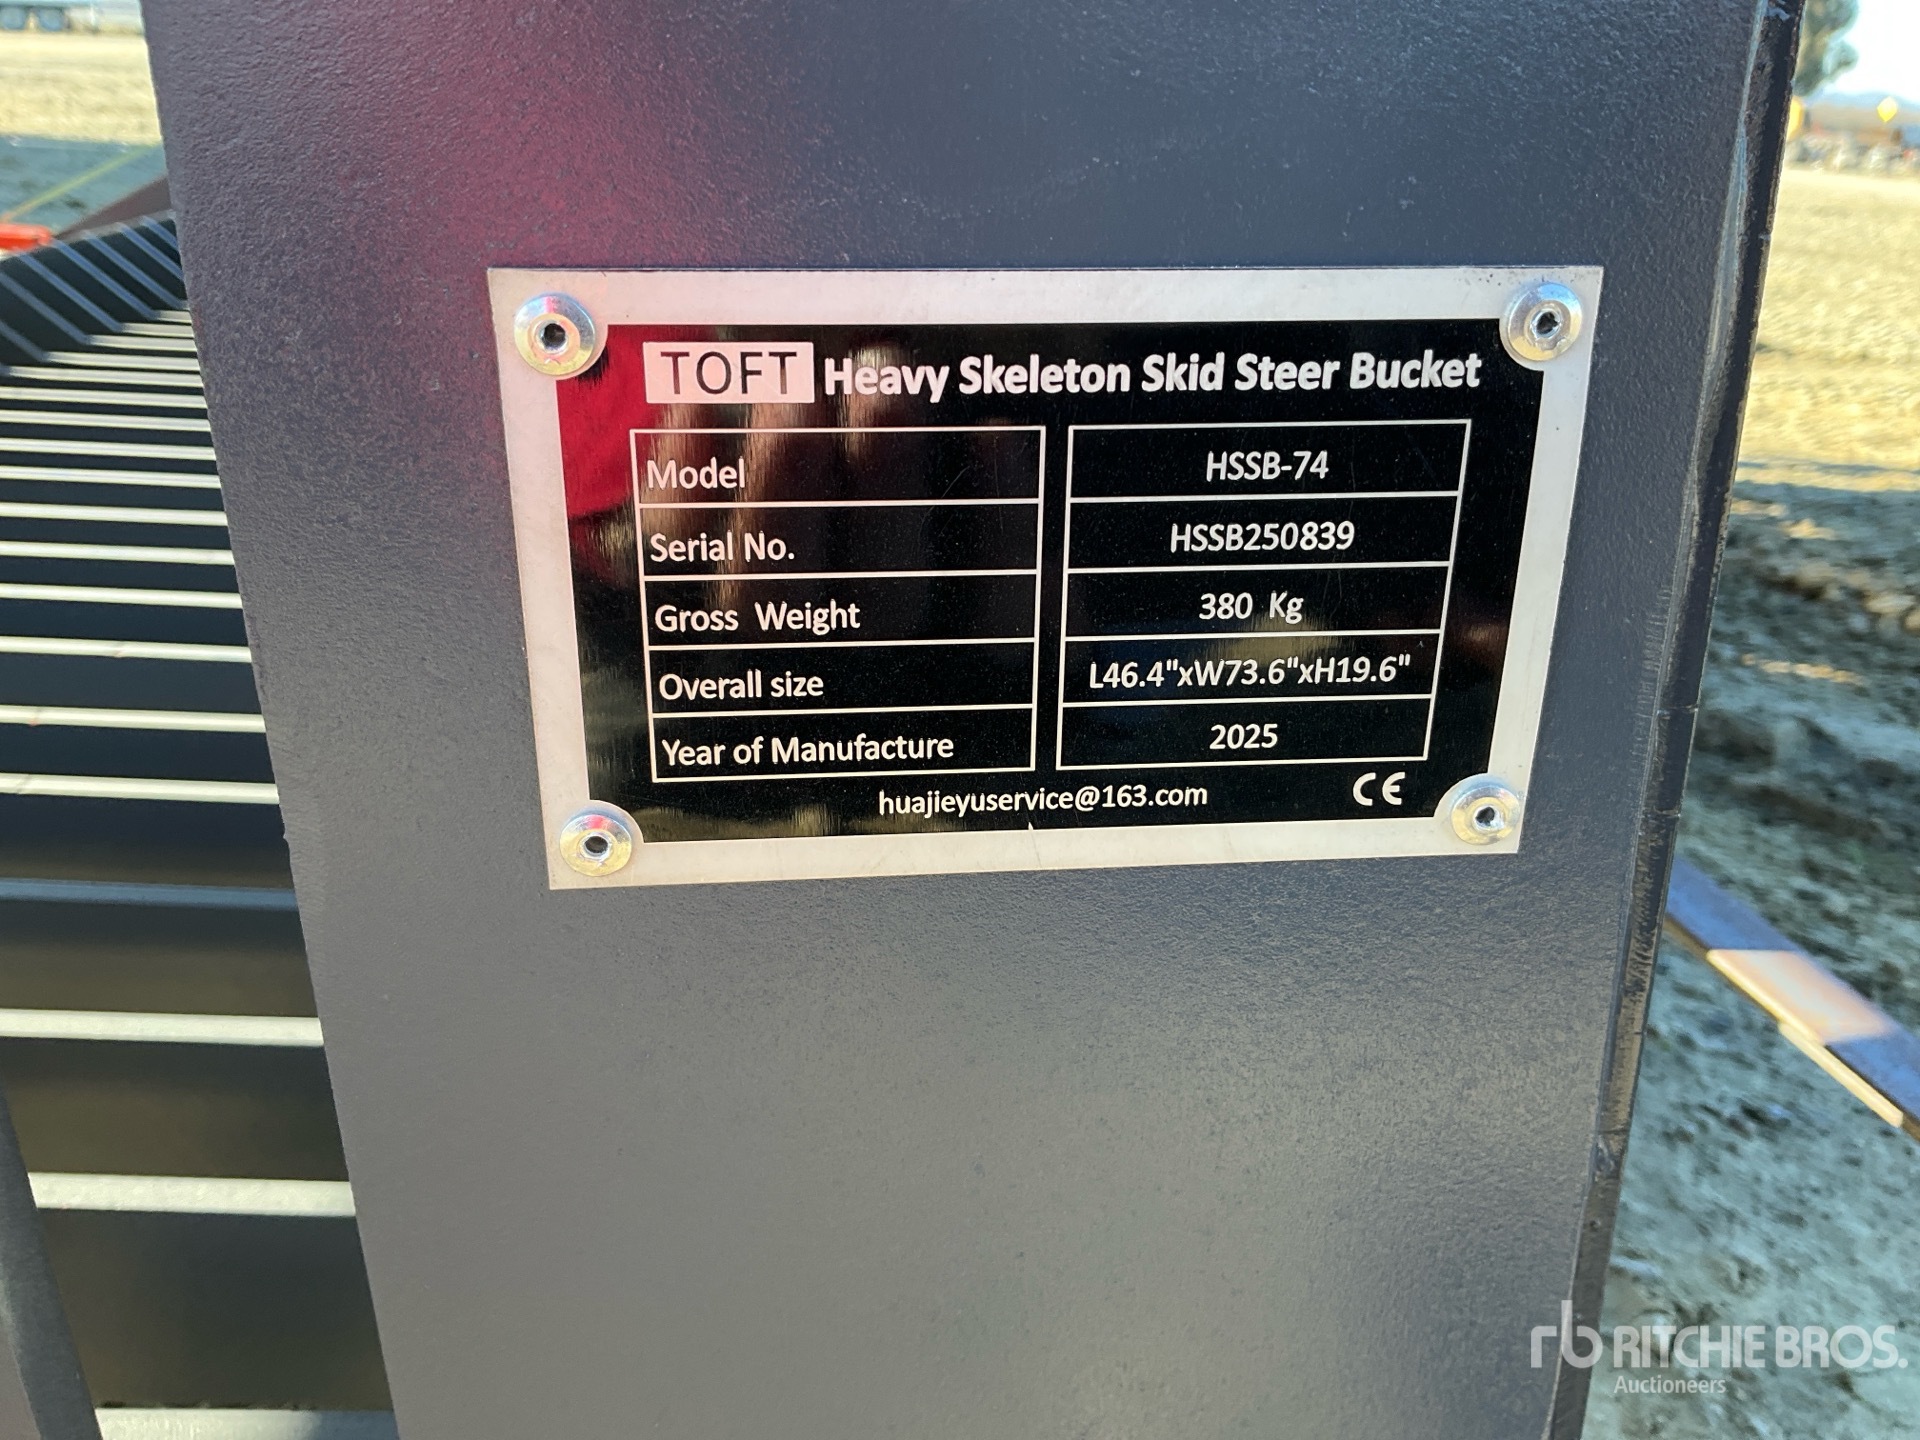 TOFT Heavy Skeleton Skid Steer Bucket
Model HSSB-74
Serial No. HSSB250839
Gross Weight 380 Kg
Overall size L46.4"xW73.6"xH19.6"
Year of Manufacture 2025
huajieyuservice@163.com CE
rb RITCHIE BROS.
Auctioneers